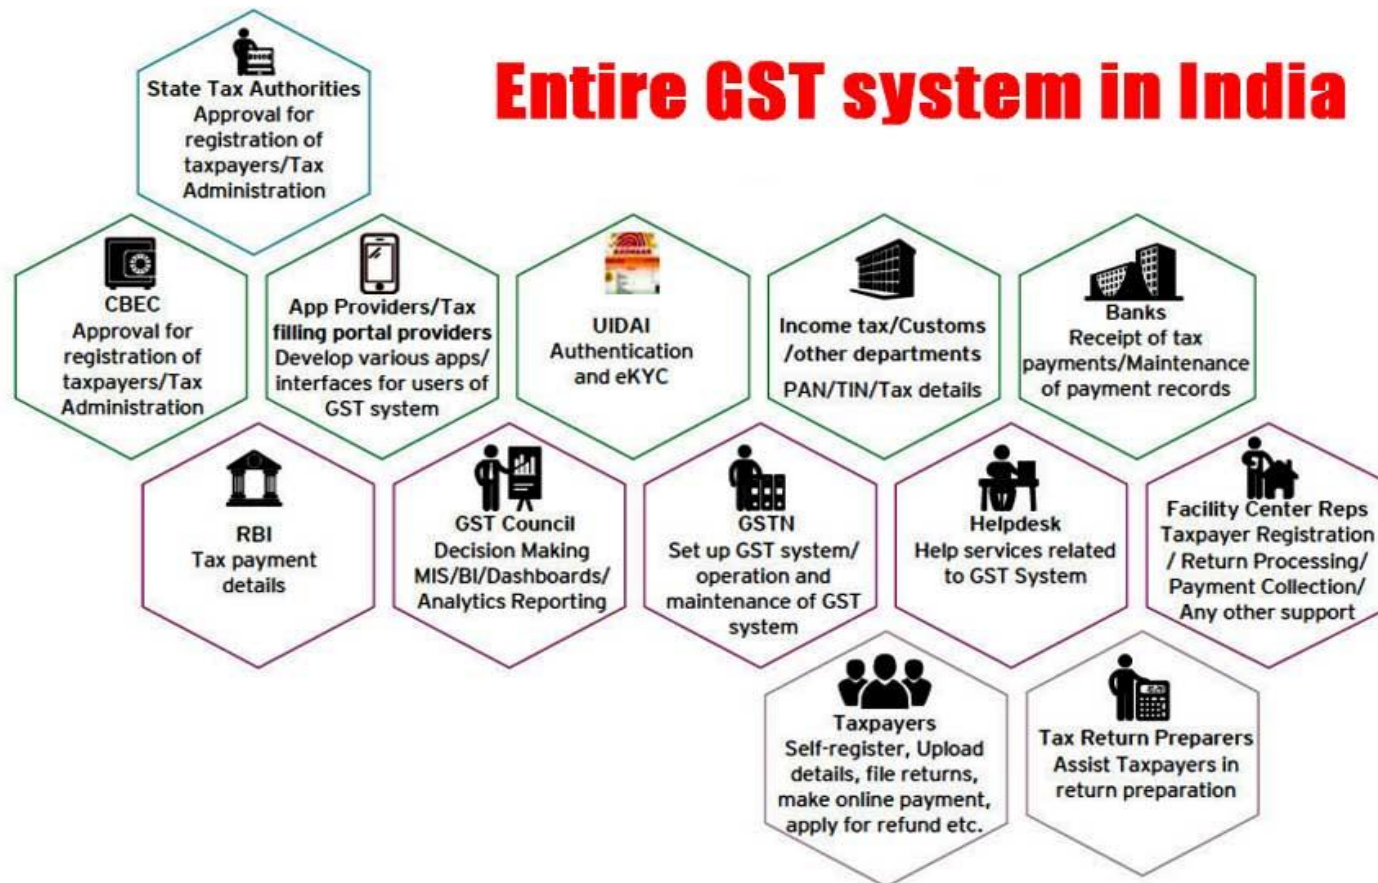 Entire GST system in India
State Tax Authorities
Approval for
registration of
taxpayers/Tax
Administration
CBEC
Approval for
registration of
taxpayers/Tax
Administration
App Providers/Tax
filling portal providers
Develop various apps/
interfaces for users of
GST system
UIDAI
Authentication
and eKYC
Income tax/Customs
/other departments
PAN/TIN/Tax details
Banks
Receipt of tax
payments/Maintenance
of payment records
RBI
Tax payment
details
GST Council
Decision Making
MIS/BI/Dashboards/
Analytics Reporting
GSTN
Set up GST system/
operation and
maintenance of GST
system
Helpdesk
Help services related
to GST System
Facility Center Reps
Taxpayer Registration
/ Return Processing/
Payment Collection/
Any other support
Taxpayers
Self-register, Upload
details, file returns,
make online payment,
apply for refund etc.
Tax Return Preparers
Assist Taxpayers in
return preparation